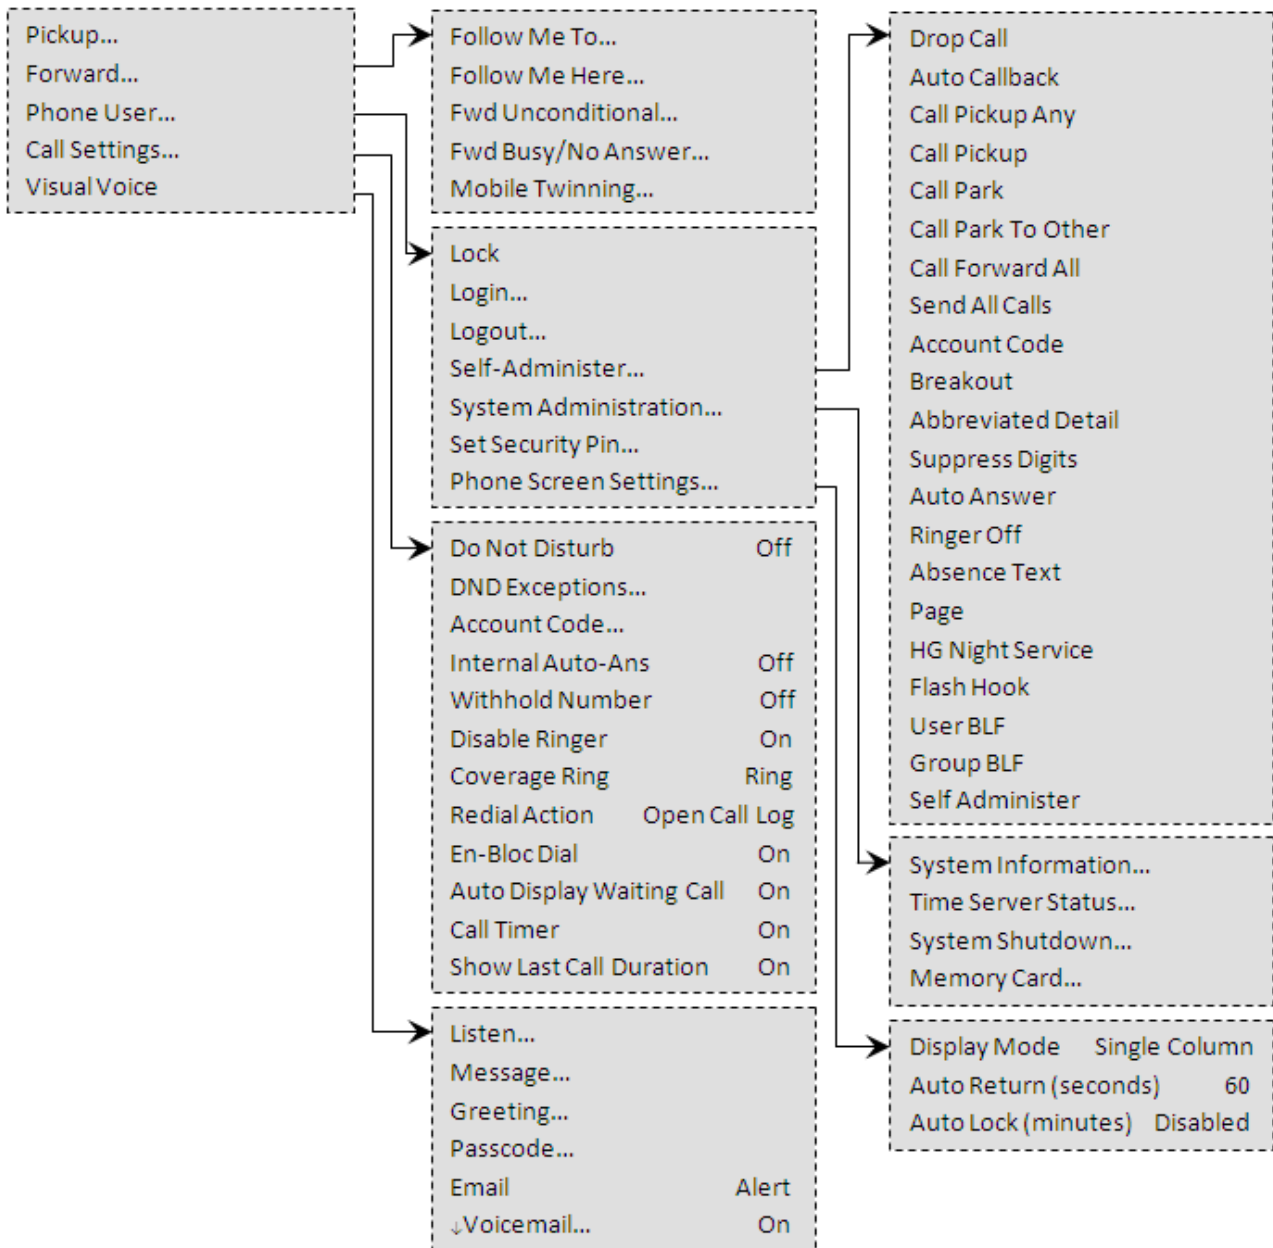 Pickup...
Forward...
Phone User...
Call Settings...
Visual Voice
Follow Me To...
Follow Me Here...
Fwd Unconditional...
Fwd Busy/No Answer...
Mobile Twinning...
Lock
Login...
Logout...
Self-Administer...
System Administration...
Set Security Pin...
Phone Screen Settings...
Do Not Disturb Off
DND Exceptions...
Account Code...
Internal Auto-Ans Off
Withhold Number Off
Disable Ringer On
Coverage Ring Ring
Redial Action Open Call Log
En-Bloc Dial On
Auto Display Waiting Call On
Call Timer On
Show Last Call Duration On
Listen...
Message...
Greeting...
Passcode...
Email Alert
↓Voicemail... On
Drop Call
Auto Callback
Call Pickup Any
Call Pickup
Call Park
Call Park To Other
Call Forward All
Send All Calls
Account Code
Breakout
Abbreviated Detail
Suppress Digits
Auto Answer
Ringer Off
Absence Text
Page
HG Night Service
Flash Hook
User BLF
Group BLF
Self Administer
System Information...
Time Server Status...
System Shutdown...
Memory Card...
Display Mode Single Column
Auto Return (seconds) 60
Auto Lock (minutes) Disabled